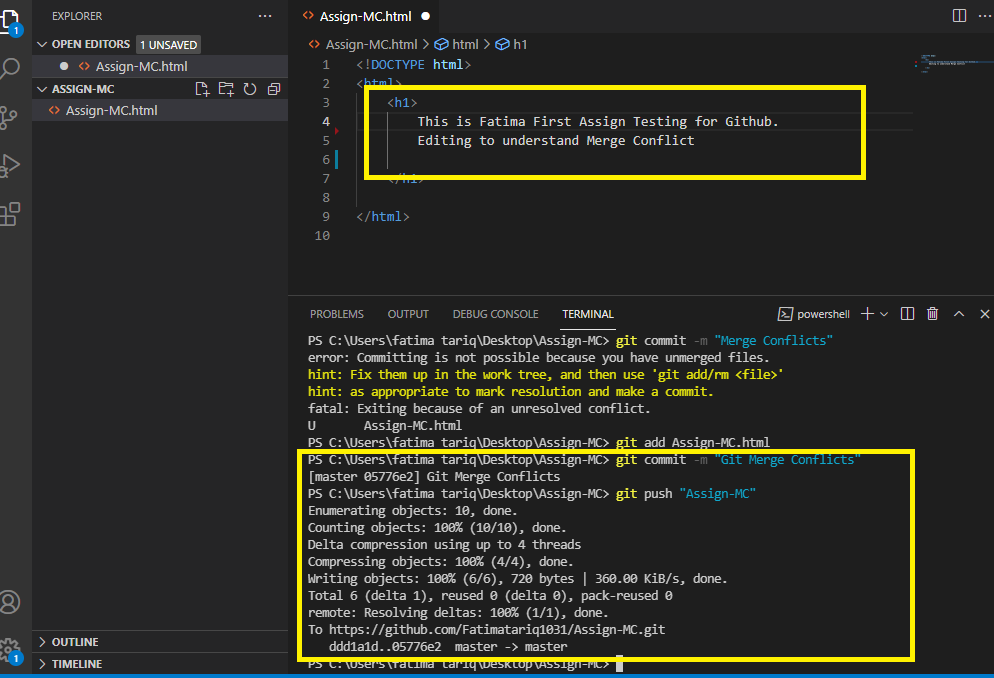 EXPLORER
OPEN EDITORS 1 UNSAVED
Assign-MC.html
ASSIGN-MC
Assign-MC.html
OUTLINE
TIMELINE
1
1
Assign-MC.html
Assign-MC.html > html > h1
1 <!DOCTYPE html>
2 <html>
3 <h1>
4 This is Fatima First Assign Testing for Github.
5 Editing to understand Merge Conflict
6
7 </h1>
8
9 </html>
10
PROBLEMS OUTPUT DEBUG CONSOLE TERMINAL powershell
PS C:\Users\fatima tariq\Desktop\Assign-MC> git commit -m "Merge Conflicts"
error: Committing is not possible because you have unmerged files.
hint: Fix them up in the work tree, and then use 'git add/rm <file>'
hint: as appropriate to mark resolution and make a commit.
fatal: Exiting because of an unresolved conflict.
U Assign-MC.html
PS C:\Users\fatima tariq\Desktop\Assign-MC> git add Assign-MC.html
PS C:\Users\fatima tariq\Desktop\Assign-MC> git commit -m "Git Merge Conflicts"
[master 05776e2] Git Merge Conflicts
PS C:\Users\fatima tariq\Desktop\Assign-MC> git push "Assign-MC"
Enumerating objects: 10, done.
Counting objects: 100% (10/10), done.
Delta compression using up to 4 threads
Compressing objects: 100% (4/4), done.
Writing objects: 100% (6/6), 720 bytes | 360.00 KiB/s, done.
Total 6 (delta 1), reused 0 (delta 0), pack-reused 0
remote: Resolving deltas: 100% (1/1), done.
To https://github.com/Fatimatariq1031/Assign-MC.git
ddd1a1d..05776e2 master -> master
PS C:\Users\fatima tariq\Desktop\Assign-MC>